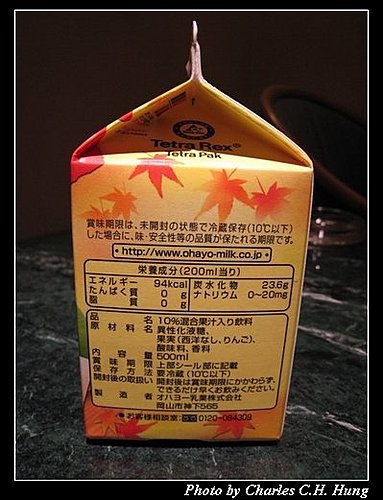 Tetra Rex®
Tetra Pak
賞味期限は、未開封の状態で冷蔵保存(10℃以下)
した場合に、味・安全性等の品質が保たれる期限です。
・http://www.ohayo-milk.co.jp・
栄養成分(200ml当り)
エネルギー 94kcal 炭水化物 23.6g
たんぱく質 0 g ナトリウム 0~20mg
脂質 0 g
品名 10%混合果汁入り飲料
原材料名 異性化液糖、
果実(西洋なし、りんご)、
酸味料、香料
内容量 500ml
賞味期限 上部シール部に記載
保存方法 要冷蔵(10℃以下)
開封後の取扱い 開封後は賞味期限にかかわらず、
できるだけ早くお飲みください。
製造者 オハヨー乳業株式会社
岡山市神下565
●お客様相談室: 0120-084309
Photo by Charles C.H. Hung